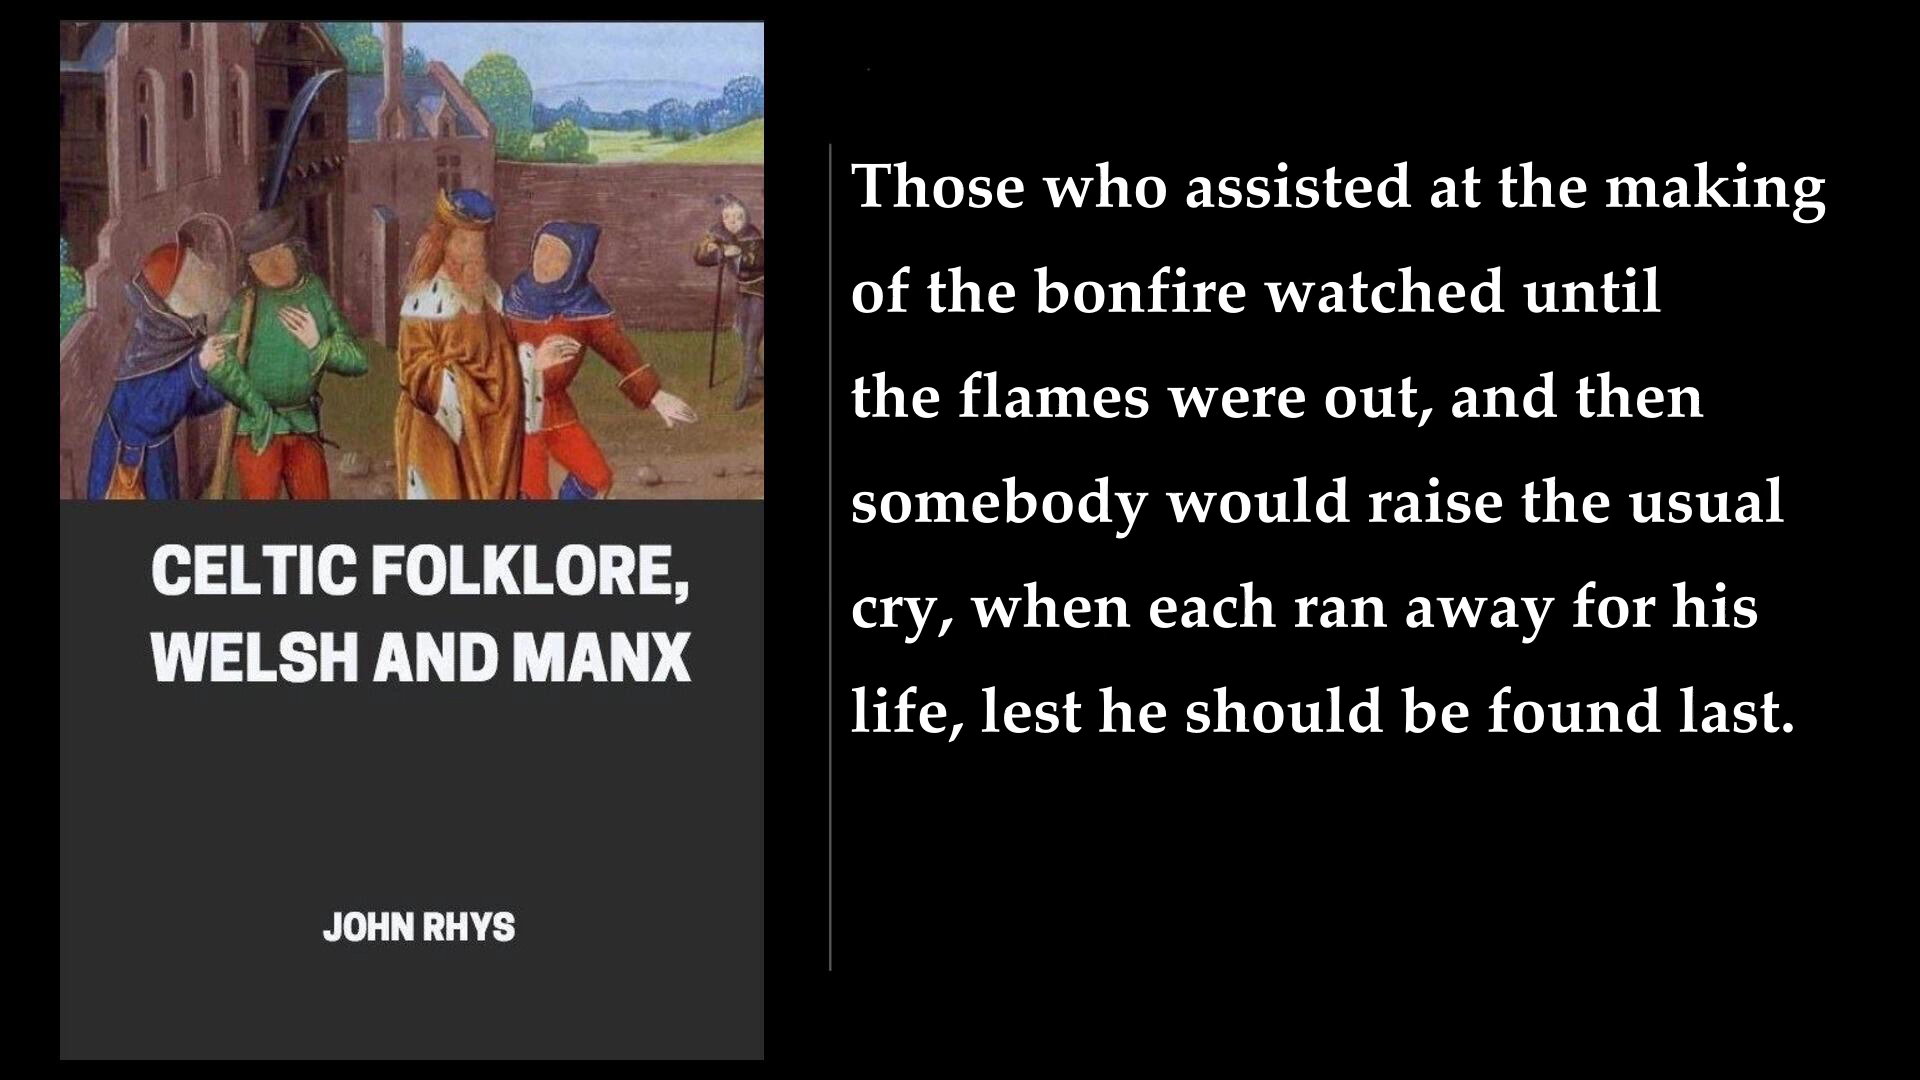 CELTIC FOLKLORE,
WELSH AND MANX
JOHN RHYS
Those who assisted at the making
of the bonfire watched until
the flames were out, and then
somebody would raise the usual
cry, when each ran away for his
life, lest he should be found last.